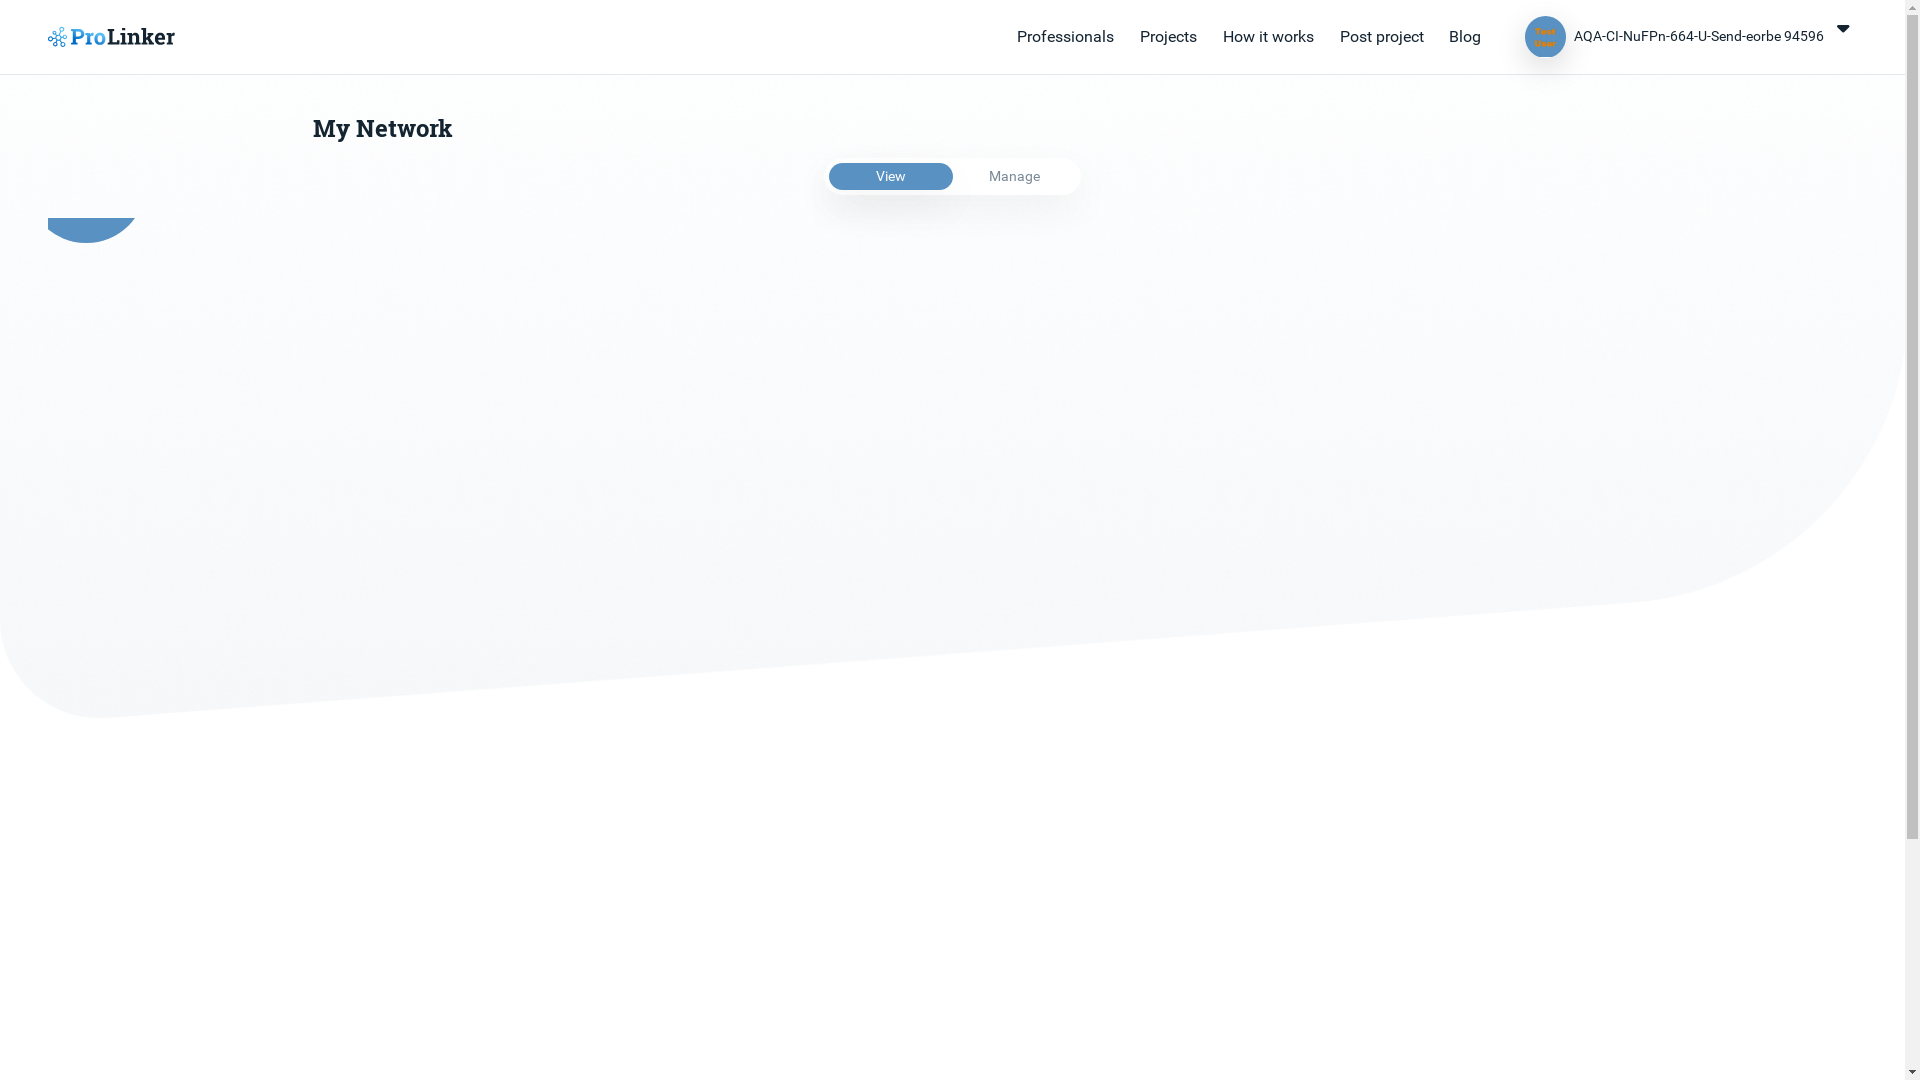 ProLinker
Professionals
Projects
How it works
Post project
Blog
Test
User
AQA-CI-NuFPn-664-U-Send-eorbe 94596
My Network
View
Manage